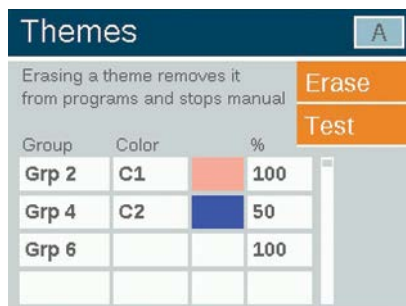 Themes A
Erasing a theme removes it
from programs and stops manual
Erase
Test
Group Color %
Grp 2 C1 100
Grp 4 C2 50
Grp 6 100